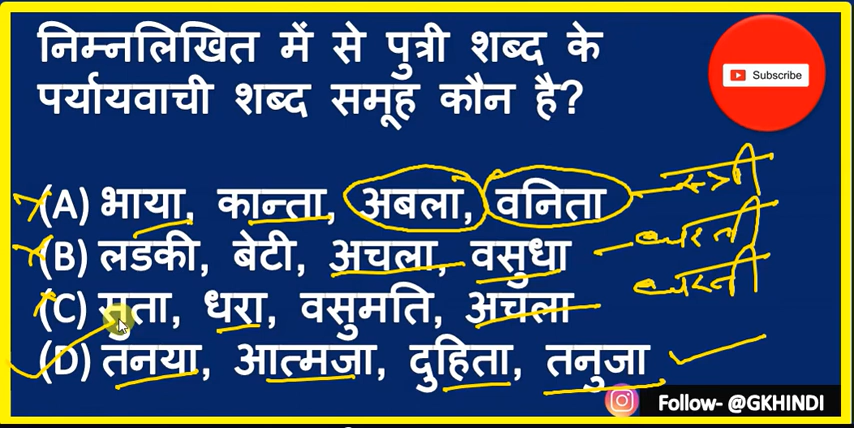 निम्नलिखित में से पुत्री शब्द के
पर्यायवाची शब्द समूह कौन है?
Subscribe
(A) भाया, कान्ता, अबला, वनिता
(B) लडकी, बेटी, अचला, वसुधा
(C) सुता, धरा, वसुमति, अचला
(D) तनया, आत्मजा, दुहिता, तनुजा
Follow- @GKHINDI